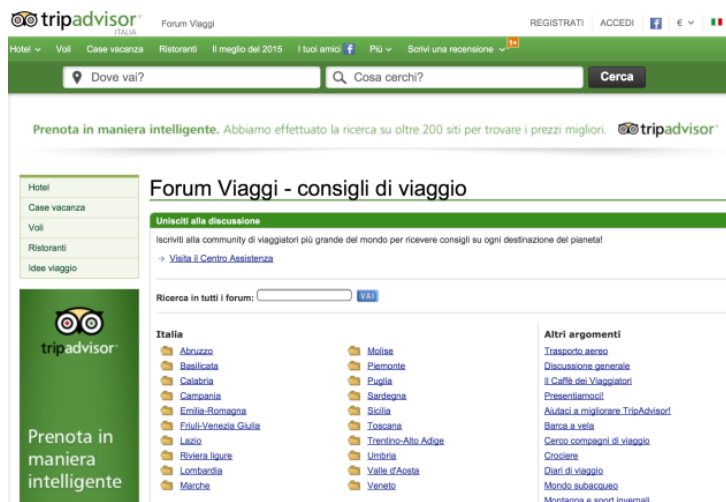 tripadvisor
ITALIA
Forum Viaggi
REGISTRATI ACCEDI f €
Hotel Voli Case vacanza Ristoranti Il meglio del 2015 I tuoi amici f Più Scrivi una recensione 1+
Dove vai? Cosa cerchi? Cerca
Prenota in maniera intelligente. Abbiamo effettuato la ricerca su oltre 200 siti per trovare i prezzi migliori. tripadvisor
Hotel
Case vacanza
Voli
Ristoranti
Idee viaggio
tripadvisor
Prenota in
maniera
intelligente
Forum Viaggi - consigli di viaggio
Unisciti alla discussione
Iscriviti alla community di viaggiatori più grande del mondo per ricevere consigli su ogni destinazione del pianeta!
Visita il Centro Assistenza
Ricerca in tutti i forum: VAI
Italia
Abruzzo
Basilicata
Calabria
Campania
Emilia-Romagna
Friuli-Venezia Giulia
Lazio
Riviera ligure
Lombardia
Marche
Molise
Piemonte
Puglia
Sardegna
Sicilia
Toscana
Trentino-Alto Adige
Umbria
Valle d'Aosta
Veneto
Altri argomenti
Trasporto aereo
Discussione generale
Il Caffè dei Viaggiatori
Presentiamoci!
Aiutaci a migliorare TripAdvisor!
Barca a vela
Cerco compagni di viaggio
Crociere
Diari di viaggio
Mondo subacqueo
Montagna e sport invernali